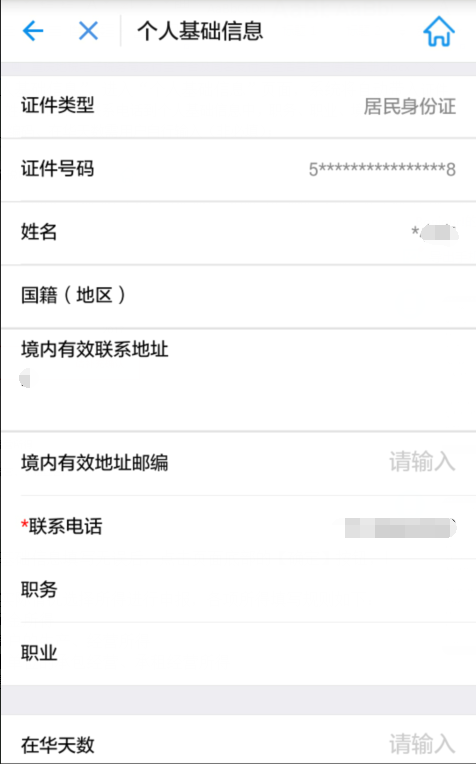 个人基础信息
证件类型 居民身份证
证件号码 5****************8
姓名 *
国籍（地区）
境内有效联系地址
境内有效地址邮编 请输入
*联系电话
职务
职业
在华天数 请输入